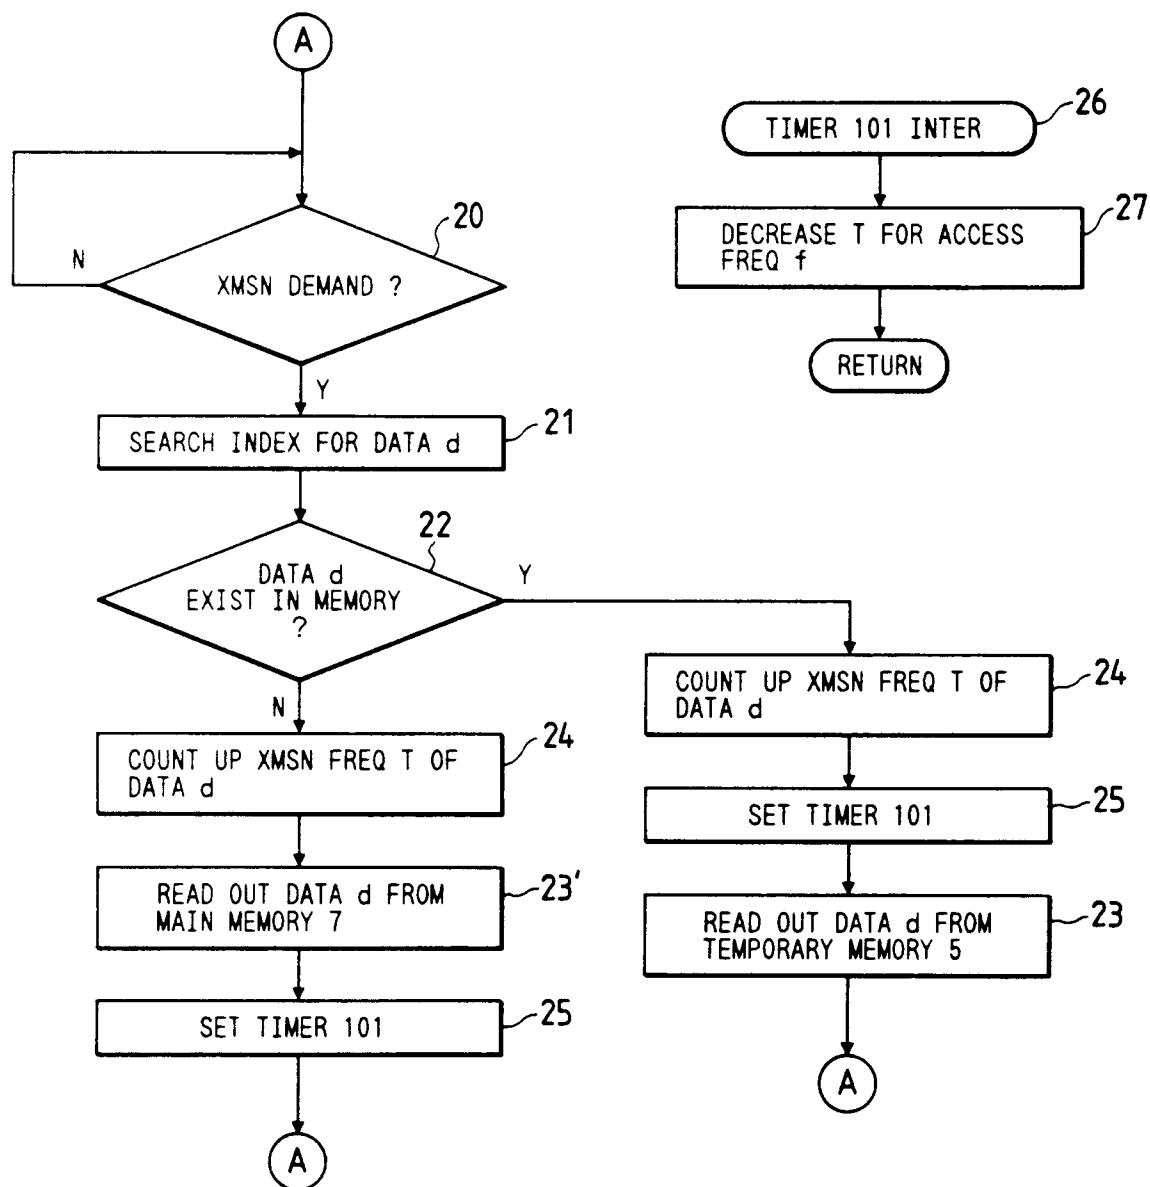 A
20
N
XMSN DEMAND ?
Y
21
SEARCH INDEX FOR DATA d
22
DATA d
EXIST IN MEMORY
?
Y
N
24
COUNT UP XMSN FREQ T OF
DATA d
23'
READ OUT DATA d FROM
MAIN MEMORY 7
25
SET TIMER 101
A
24
COUNT UP XMSN FREQ T OF
DATA d
25
SET TIMER 101
23
READ OUT DATA d FROM
TEMPORARY MEMORY 5
A
26
TIMER 101 INTER
27
DECREASE T FOR ACCESS
FREQ f
RETURN